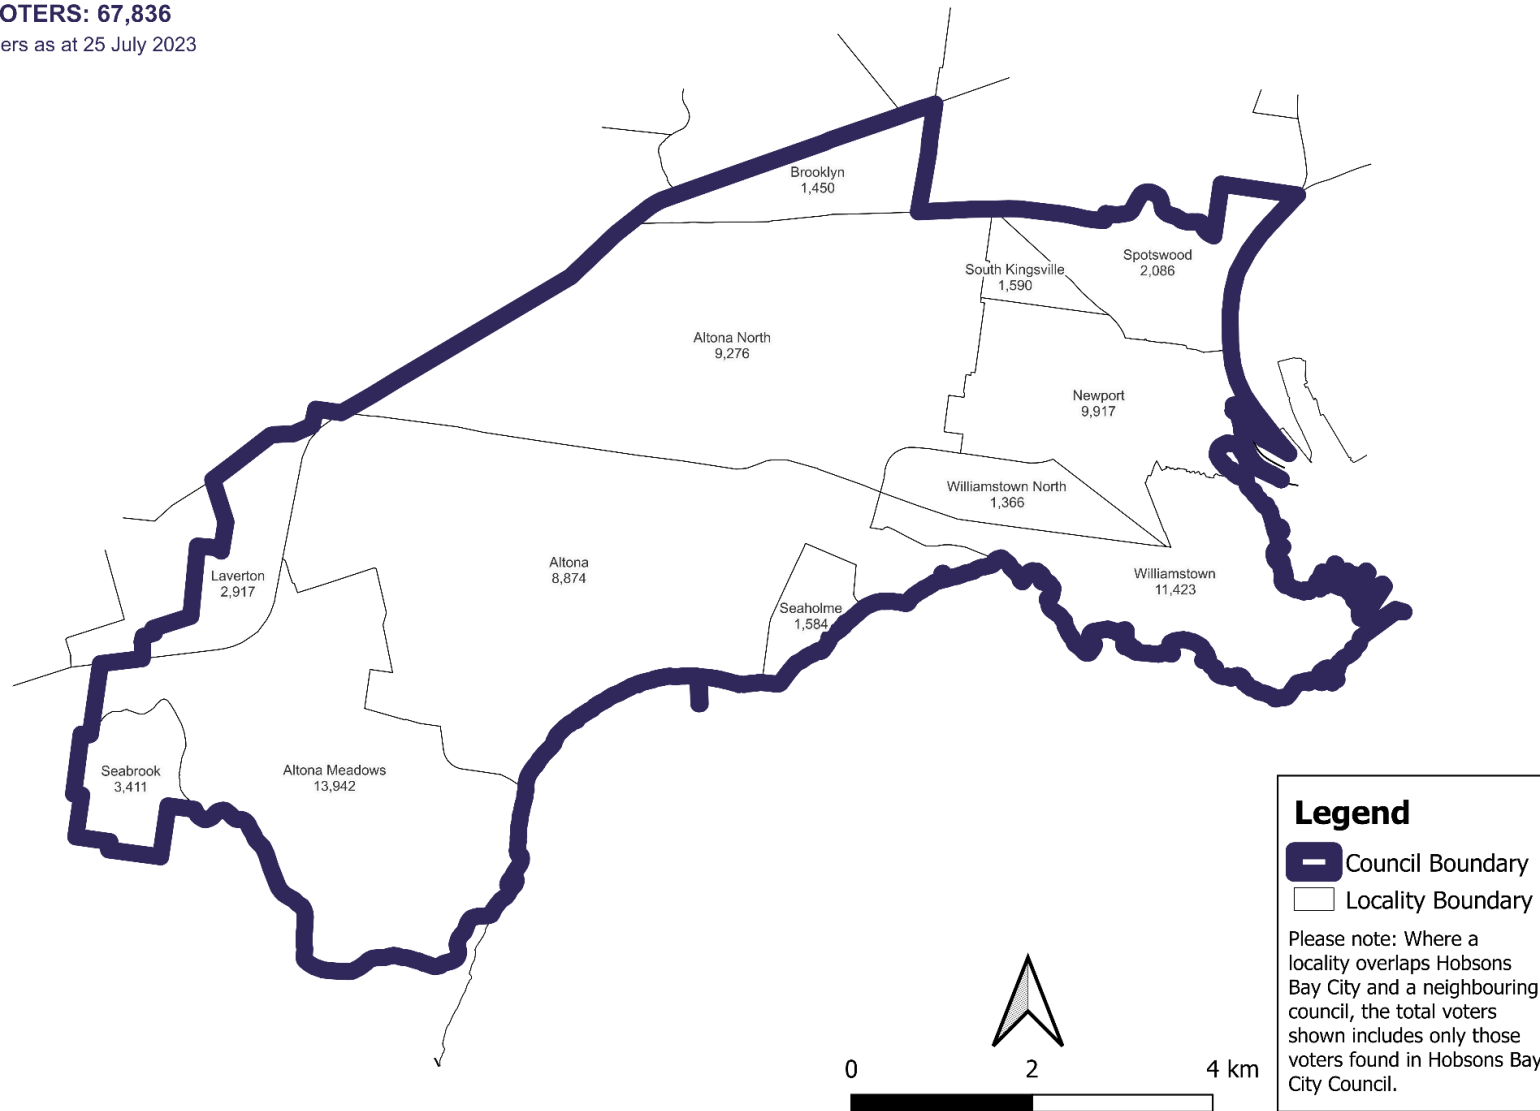 OTERS: 67,836
ers as at 25 July 2023
Brooklyn
1,450
Spotswood
2,086
South Kingsville
1,590
Altona North
9,276
Newport
9,917
Williamstown North
1,366
Altona
8,874
Laverton
2,917
Williamstown
11,423
Seaholme
1,584
Seabrook
3,411
Altona Meadows
13,942
Legend
Council Boundary
Locality Boundary
Please note: Where a
locality overlaps Hobsons
Bay City and a neighbouring
council, the total voters
shown includes only those
voters found in Hobsons Bay
City Council.
0 2 4 km